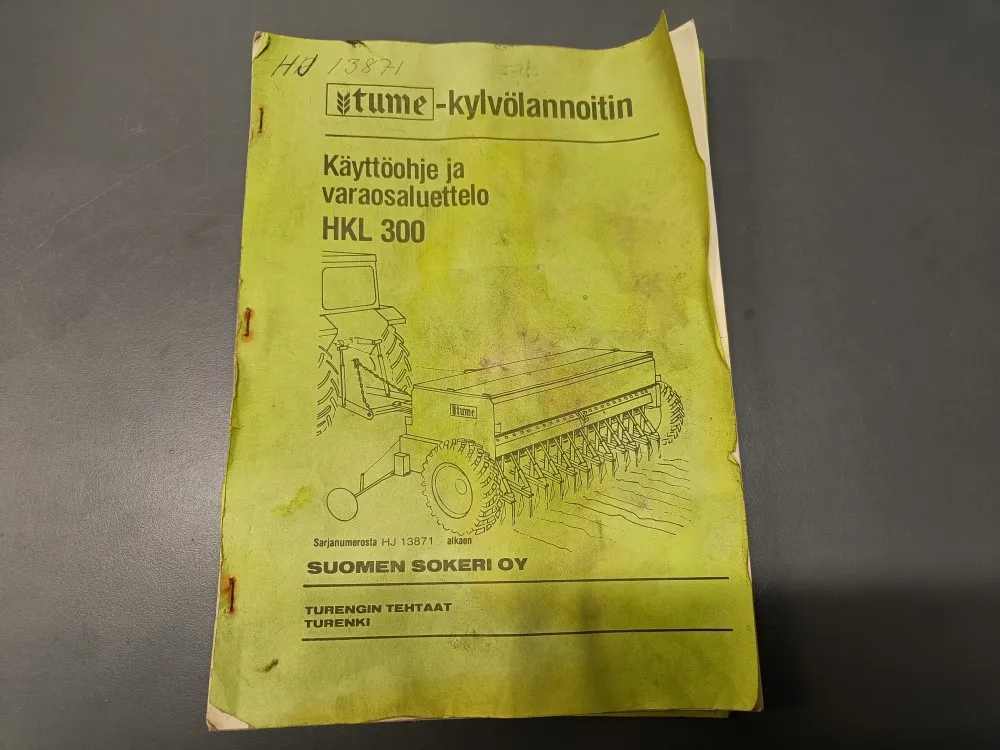 HJ 13871
tume-kylvölannoitin
Käyttöohje ja
varaosaluettelo
HKL 300
tume
Sarjanumerosta HJ 13871 alkaen
SUOMEN SOKERI OY
TURENGIN TEHTAAT
TURENKI